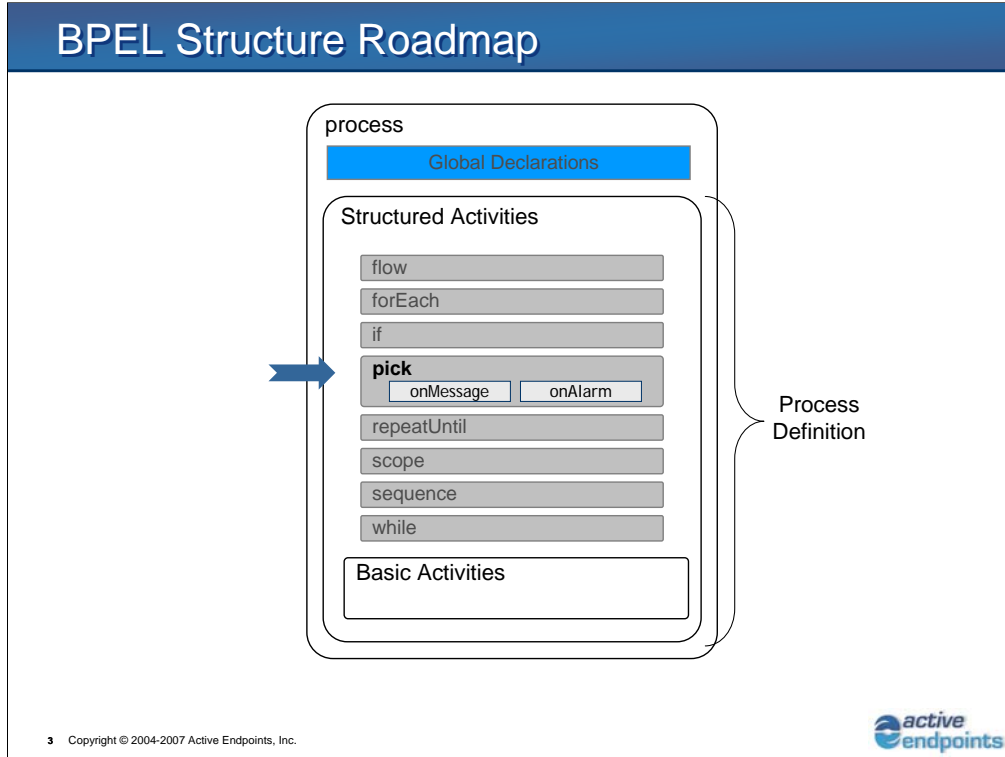 BPEL Structure Roadmap
process
Global Declarations
Structured Activities
flow
forEach
if
pick
onMessage onAlarm
repeatUntil
scope
sequence
while
Basic Activities
Process
Definition
3 Copyright © 2004-2007 Active Endpoints, Inc.
active
endpoints